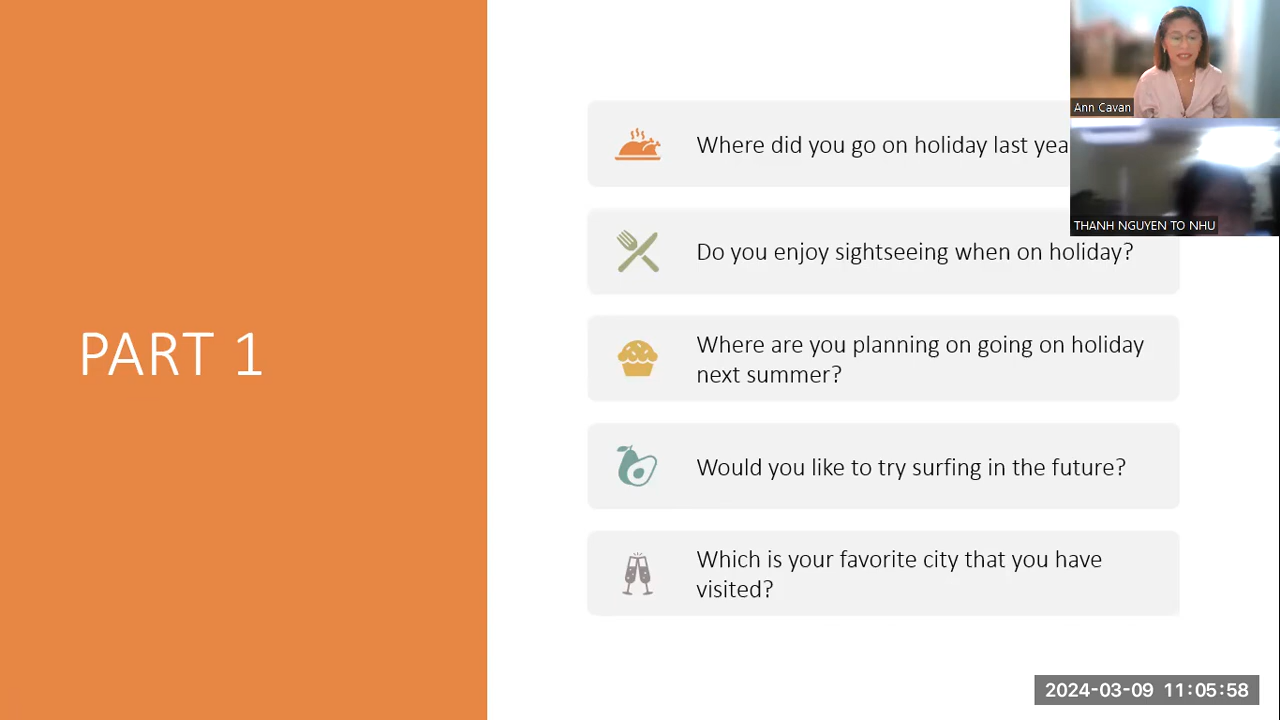 PART 1
Where did you go on holiday last yea
Do you enjoy sightseeing when on holiday?
Where are you planning on going on holiday
next summer?
Would you like to try surfing in the future?
Which is your favorite city that you have
visited?
Ann Cavan
THANH NGUYEN TO NHU
2024-03-09 11:05:58